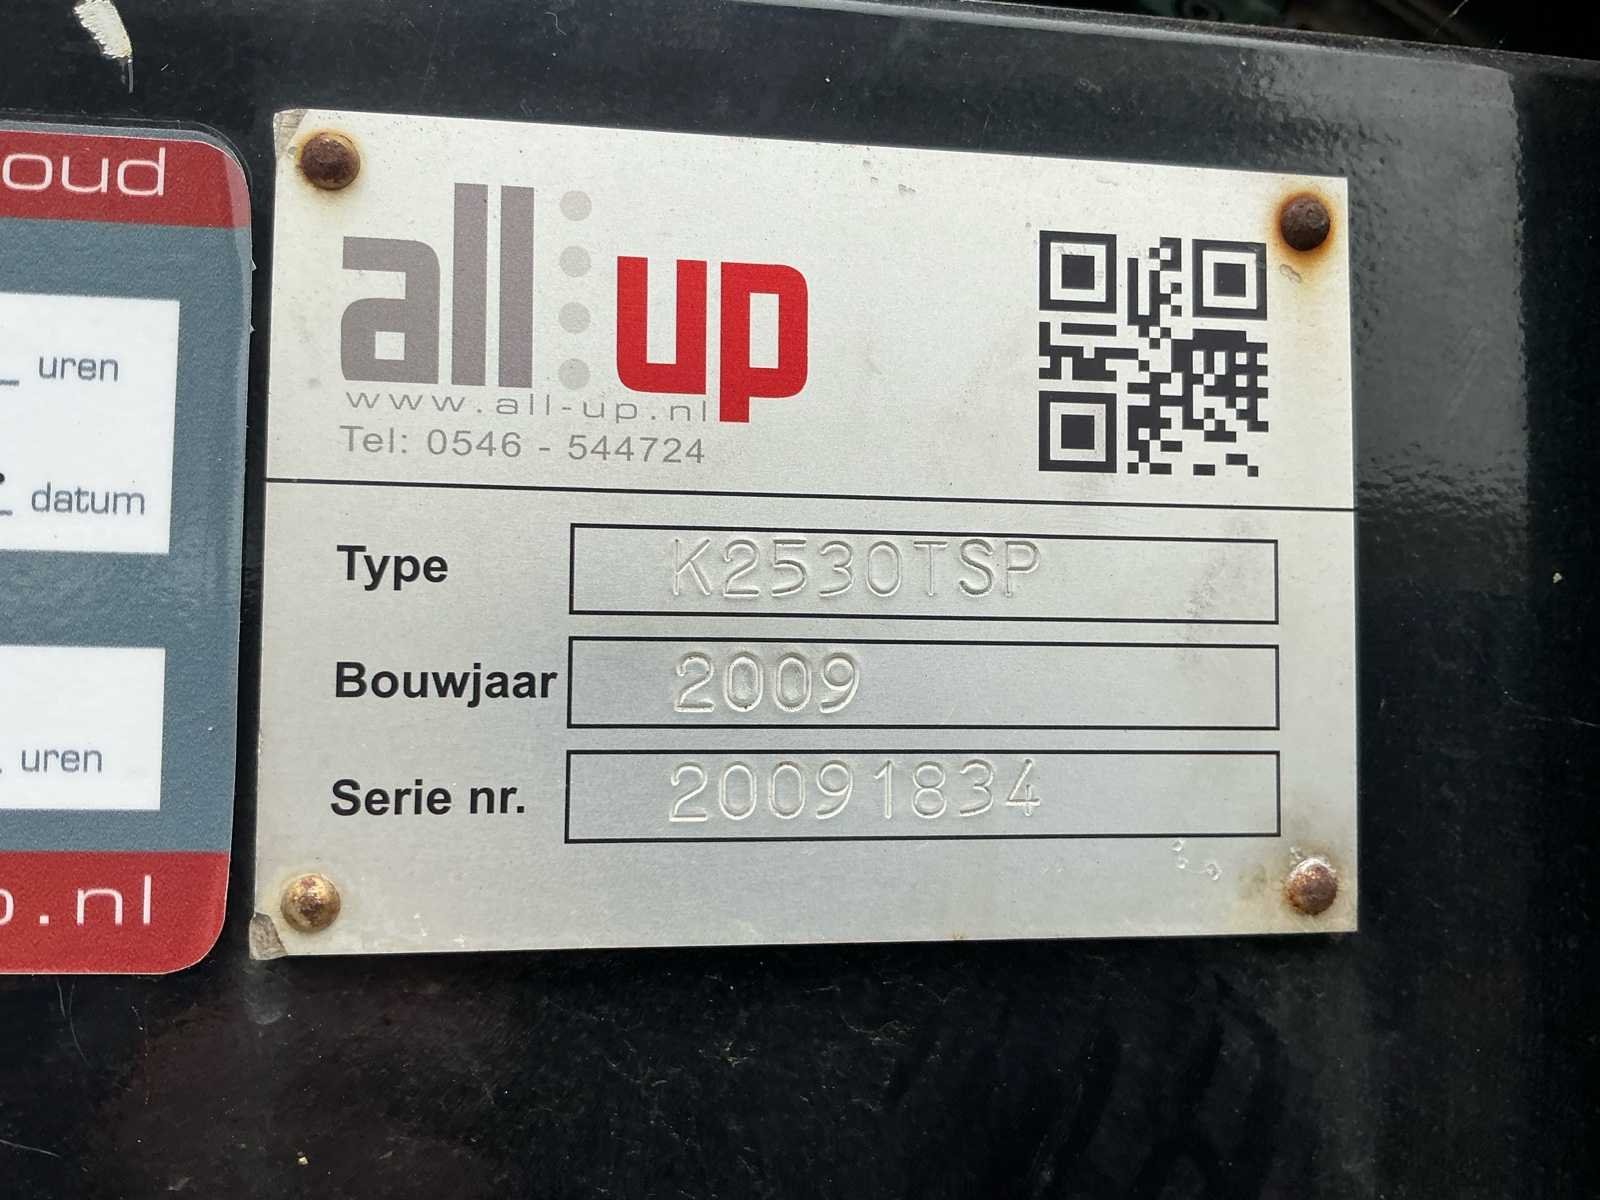 oud
uren
datum
uren
.nl
all up
www.all-up.nl
Tel: 0546 - 544724
Type K2530TSP
Bouwjaar 2009
Serie nr. 20091834